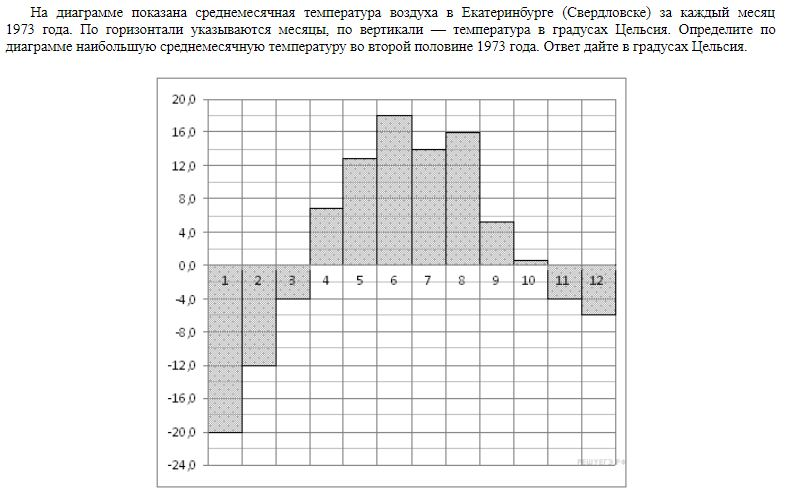 На диаграмме показана среднемесячная температура воздуха в Екатеринбурге (Свердловске) за каждый месяц
1973 года. По горизонтали указываются месяцы, по вертикали — температура в градусах Цельсия. Определите по
диаграмме наибольшую среднемесячную температуру во второй половине 1973 года. Ответ дайте в градусах Цельсия.
20,0
16,0
12,0
8,0
4,0
0,0
1 2 3 4 5 6 7 8 9 10 11 12
-4,0
-8,0
-12,0
-16,0
-20,0
-24,0
РЕШУЕГЭ.РФ